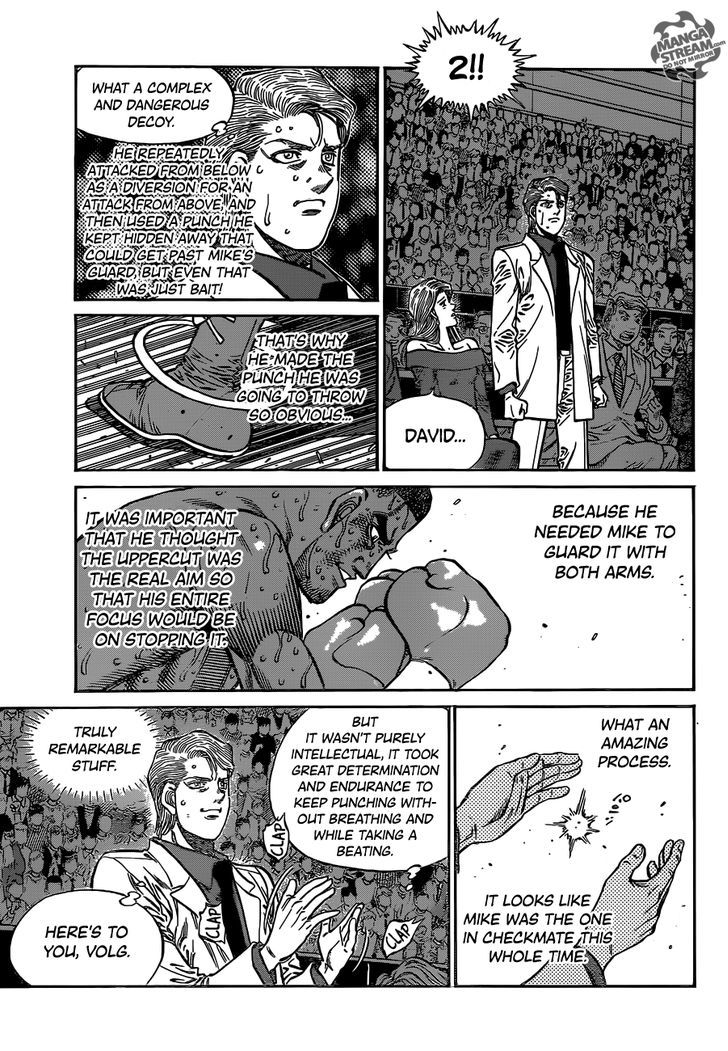 MANGA
STREAM.com
DO NOT MIRROR
2!!
DAVID...
WHAT A COMPLEX
AND DANGEROUS
DECOY.
HE REPEATEDLY
ATTACKED FROM BELOW
AS A DIVERSION FOR AN
ATTACK FROM ABOVE, AND
THEN USED A PUNCH HE
KEPT HIDDEN AWAY THAT
COULD GET PAST MIKE'S
GUARD, BUT EVEN THAT
WAS JUST BAIT!
THAT'S WHY
HE MADE THE
PUNCH HE WAS
GOING TO THROW
SO OBVIOUS...
BECAUSE HE
NEEDED MIKE TO
GUARD IT WITH
BOTH ARMS.
IT WAS IMPORTANT
THAT HE THOUGHT
THE UPPERCUT WAS
THE REAL AIM SO
THAT HIS ENTIRE
FOCUS WOULD BE
ON STOPPING IT.
WHAT AN
AMAZING
PROCESS.
IT LOOKS LIKE
MIKE WAS THE ONE
IN CHECKMATE THIS
WHOLE TIME.
BUT
IT WASN'T PURELY
INTELLECTUAL, IT TOOK
GREAT DETERMINATION
AND ENDURANCE TO
KEEP PUNCHING WITH-
OUT BREATHING AND
WHILE TAKING A
BEATING.
TRULY
REMARKABLE
STUFF.
CLAP
CLAP
CLAP
HERE'S TO
YOU, VOLG.